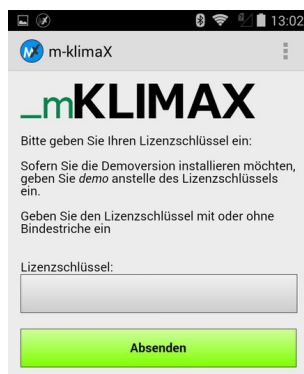 13:02
m-klimaX
_mKLIMAX
Bitte geben Sie Ihren Lizenzschlüssel ein:
Sofern Sie die Demoversion installieren möchten,
geben Sie demo anstelle des Lizenzschlüssels
ein.
Geben Sie den Lizenzschlüssel mit oder ohne
Bindestriche ein
Lizenzschlüssel:
Absenden